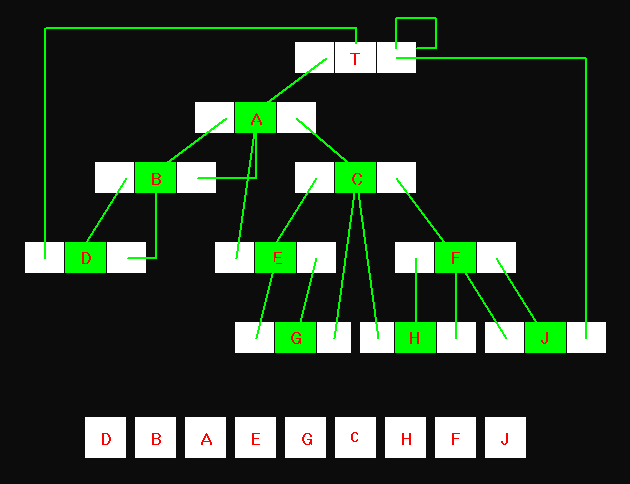 T
A
B C
D E F
G H J
D B A E G C H F J